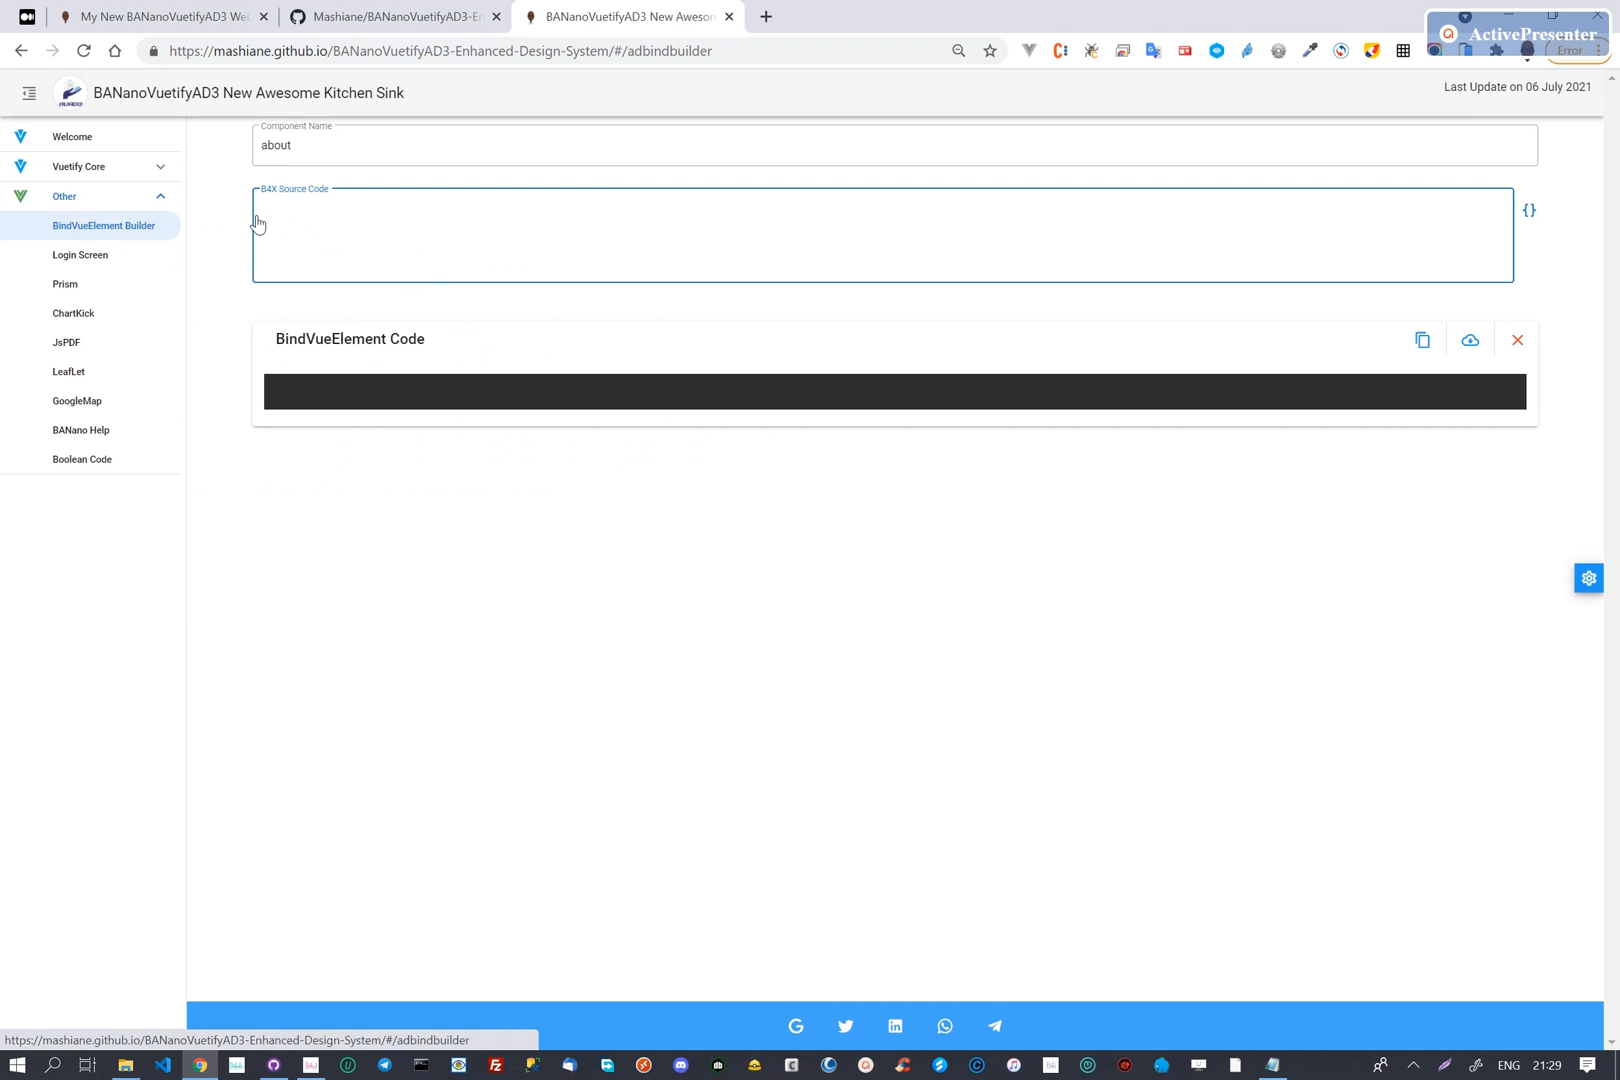 My New BANanoVuetifyAD3 We
Mashiane/BANanoVuetifyAD3-E
BANanoVuetifyAD3 New Aweso
ActivePresenter
https://mashiane.github.io/BANanoVuetifyAD3-Enhanced-Design-System/#/adbindbuilder
Error
BANanoVuetifyAD3 New Awesome Kitchen Sink
Last Update on 06 July 2021
Welcome
Vuetify Core
Other
BindVueElement Builder
Login Screen
Prism
ChartKick
JsPDF
LeafLet
GoogleMap
BANano Help
Boolean Code
Component Name
about
B4X Source Code
{}
BindVueElement Code
https://mashiane.github.io/BANanoVuetifyAD3-Enhanced-Design-System/#/adbindbuilder
ENG
21:29